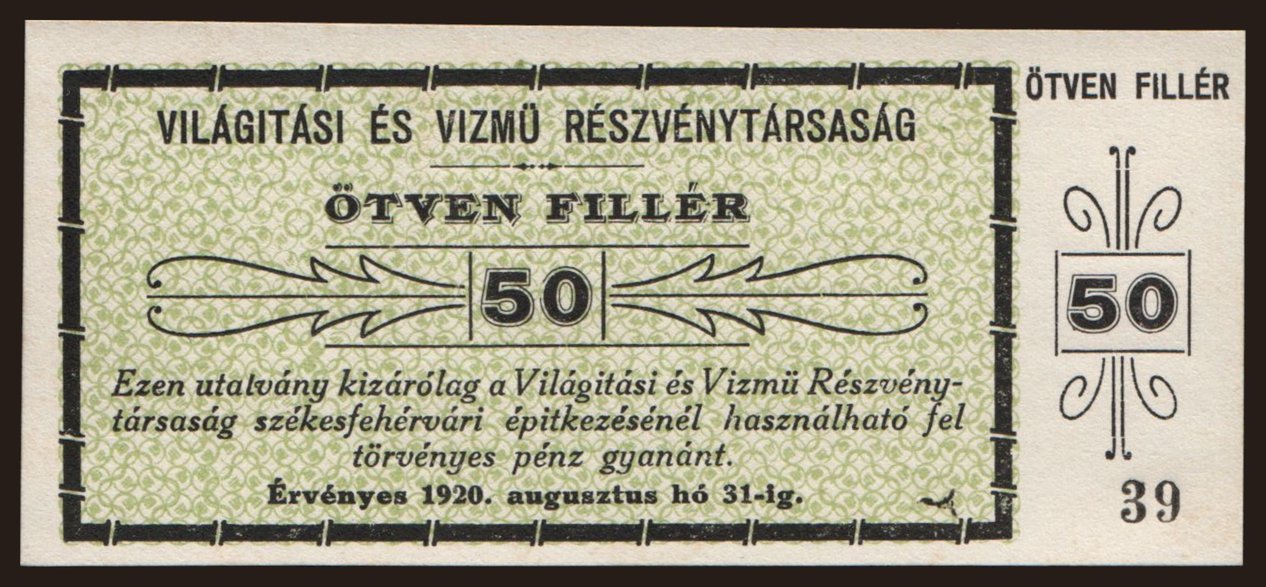 VILÁGITÁSI ÉS VIZMÜ RÉSZVÉNYTÁRSASÁG
ÖTVEN FILLÉR
50
Ezen utalvány kizárólag a Világitási és Vizmü Részvény-
társaság székesfehérvári épitkezésénél használható fel
törvényes pénz gyanánt.
Érvényes 1920. augusztus hó 31-ig.
ÖTVEN FILLÉR
50
39